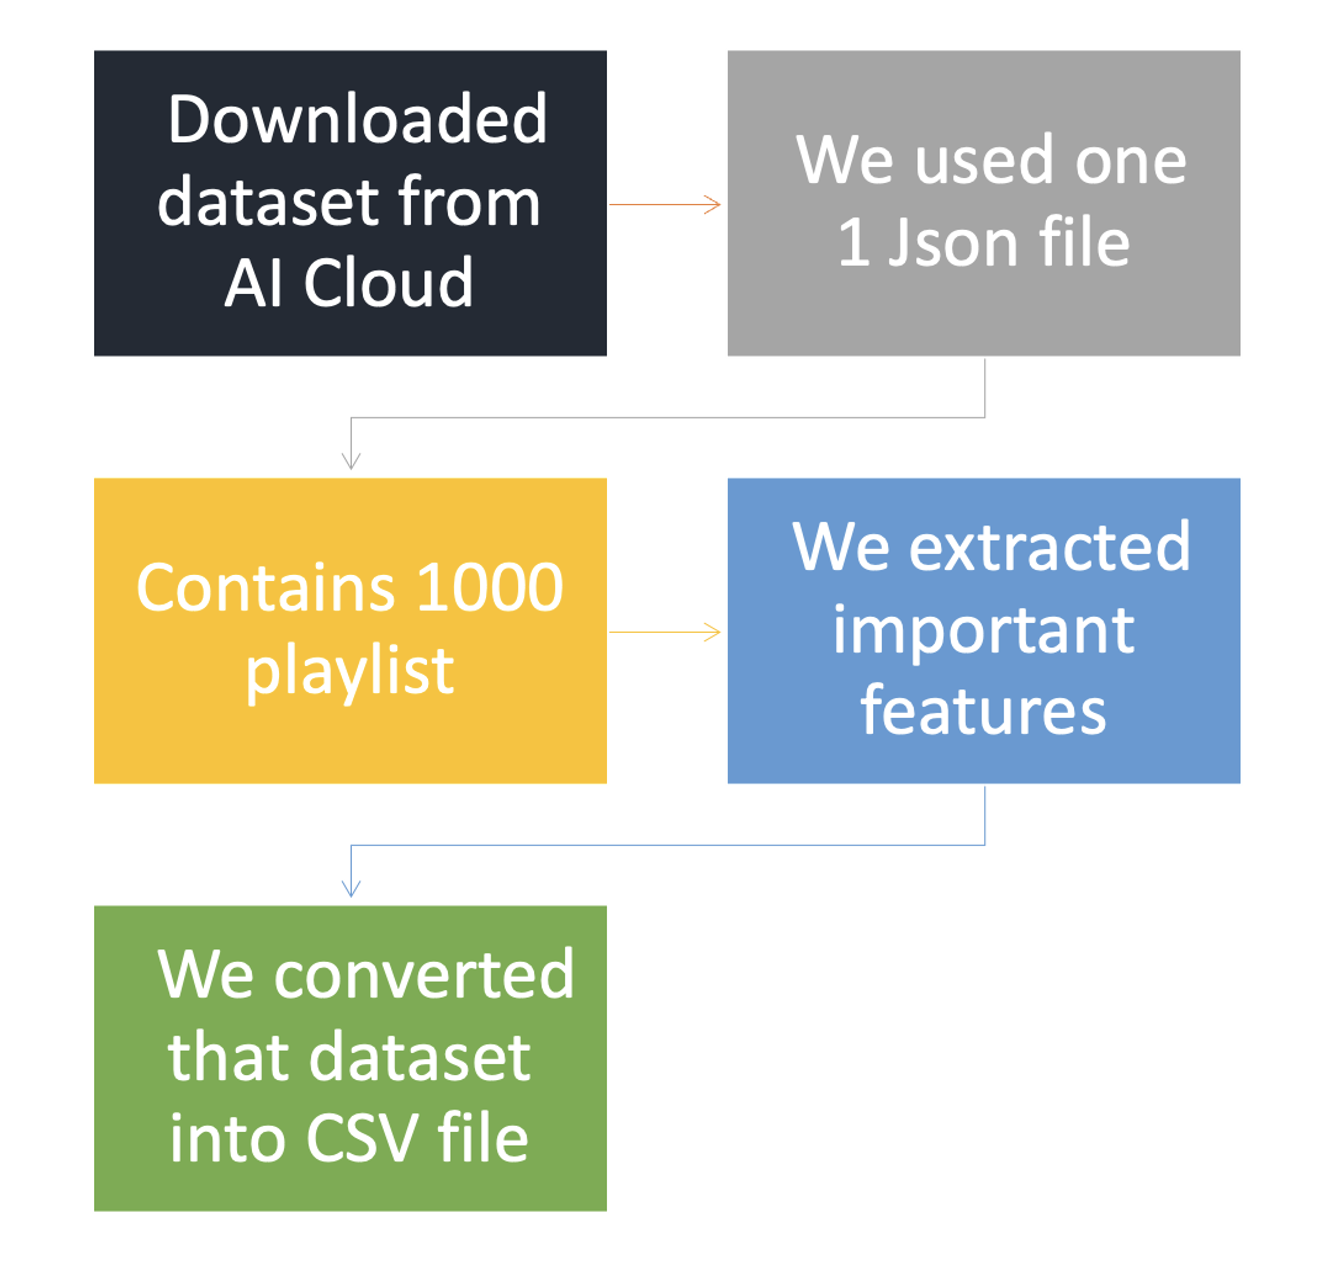 Downloaded
dataset from
AI Cloud
We used one
1 Json file
Contains 1000
playlist
We extracted
important
features
We converted
that dataset
into CSV file